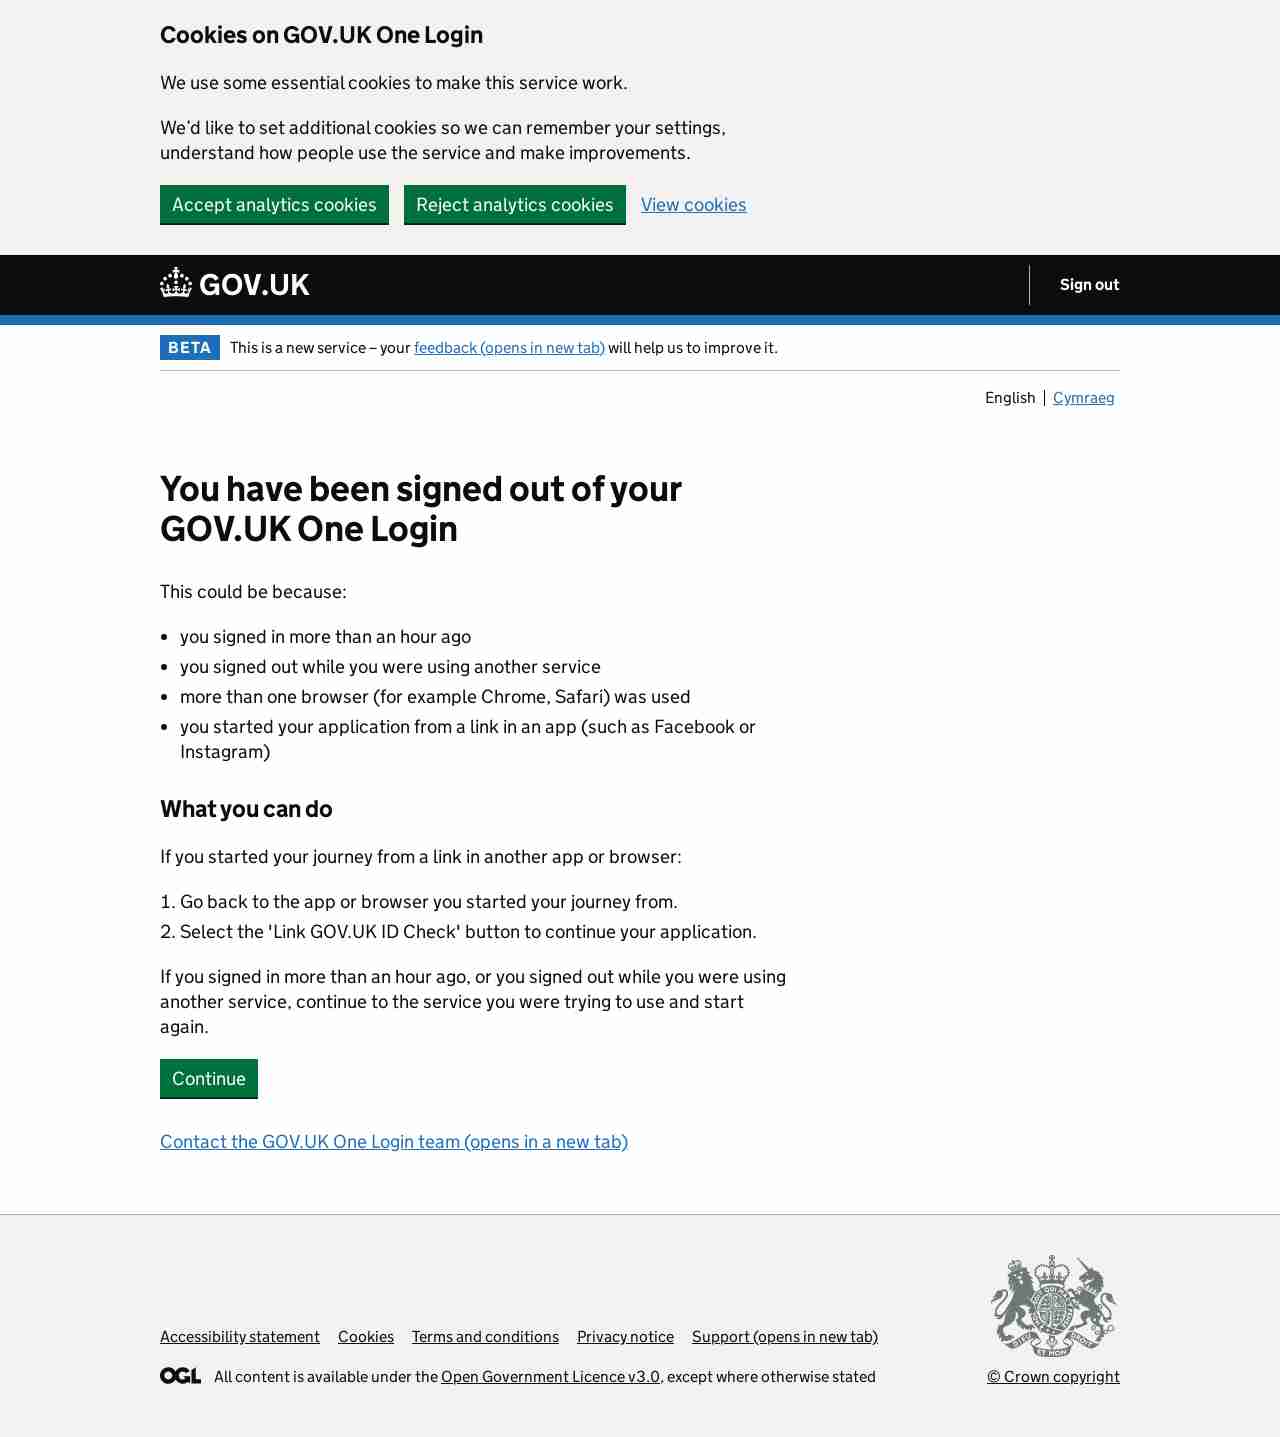 Cookies on GOV.UK One Login
We use some essential cookies to make this service work.
We’d like to set additional cookies so we can remember your settings,
understand how people use the service and make improvements.
Accept analytics cookies Reject analytics cookies View cookies
GOV.UK Sign out
BETA This is a new service – your feedback (opens in new tab) will help us to improve it.
English Cymraeg
You have been signed out of your
GOV.UK One Login
This could be because:
• you signed in more than an hour ago
• you signed out while you were using another service
• more than one browser (for example Chrome, Safari) was used
• you started your application from a link in an app (such as Facebook or
Instagram)
What you can do
If you started your journey from a link in another app or browser:
1. Go back to the app or browser you started your journey from.
2. Select the 'Link GOV.UK ID Check' button to continue your application.
If you signed in more than an hour ago, or you signed out while you were using
another service, continue to the service you were trying to use and start
again.
Continue
Contact the GOV.UK One Login team (opens in a new tab)
Accessibility statement Cookies Terms and conditions Privacy notice Support (opens in new tab)
OGL All content is available under the Open Government Licence v3.0, except where otherwise stated
© Crown copyright